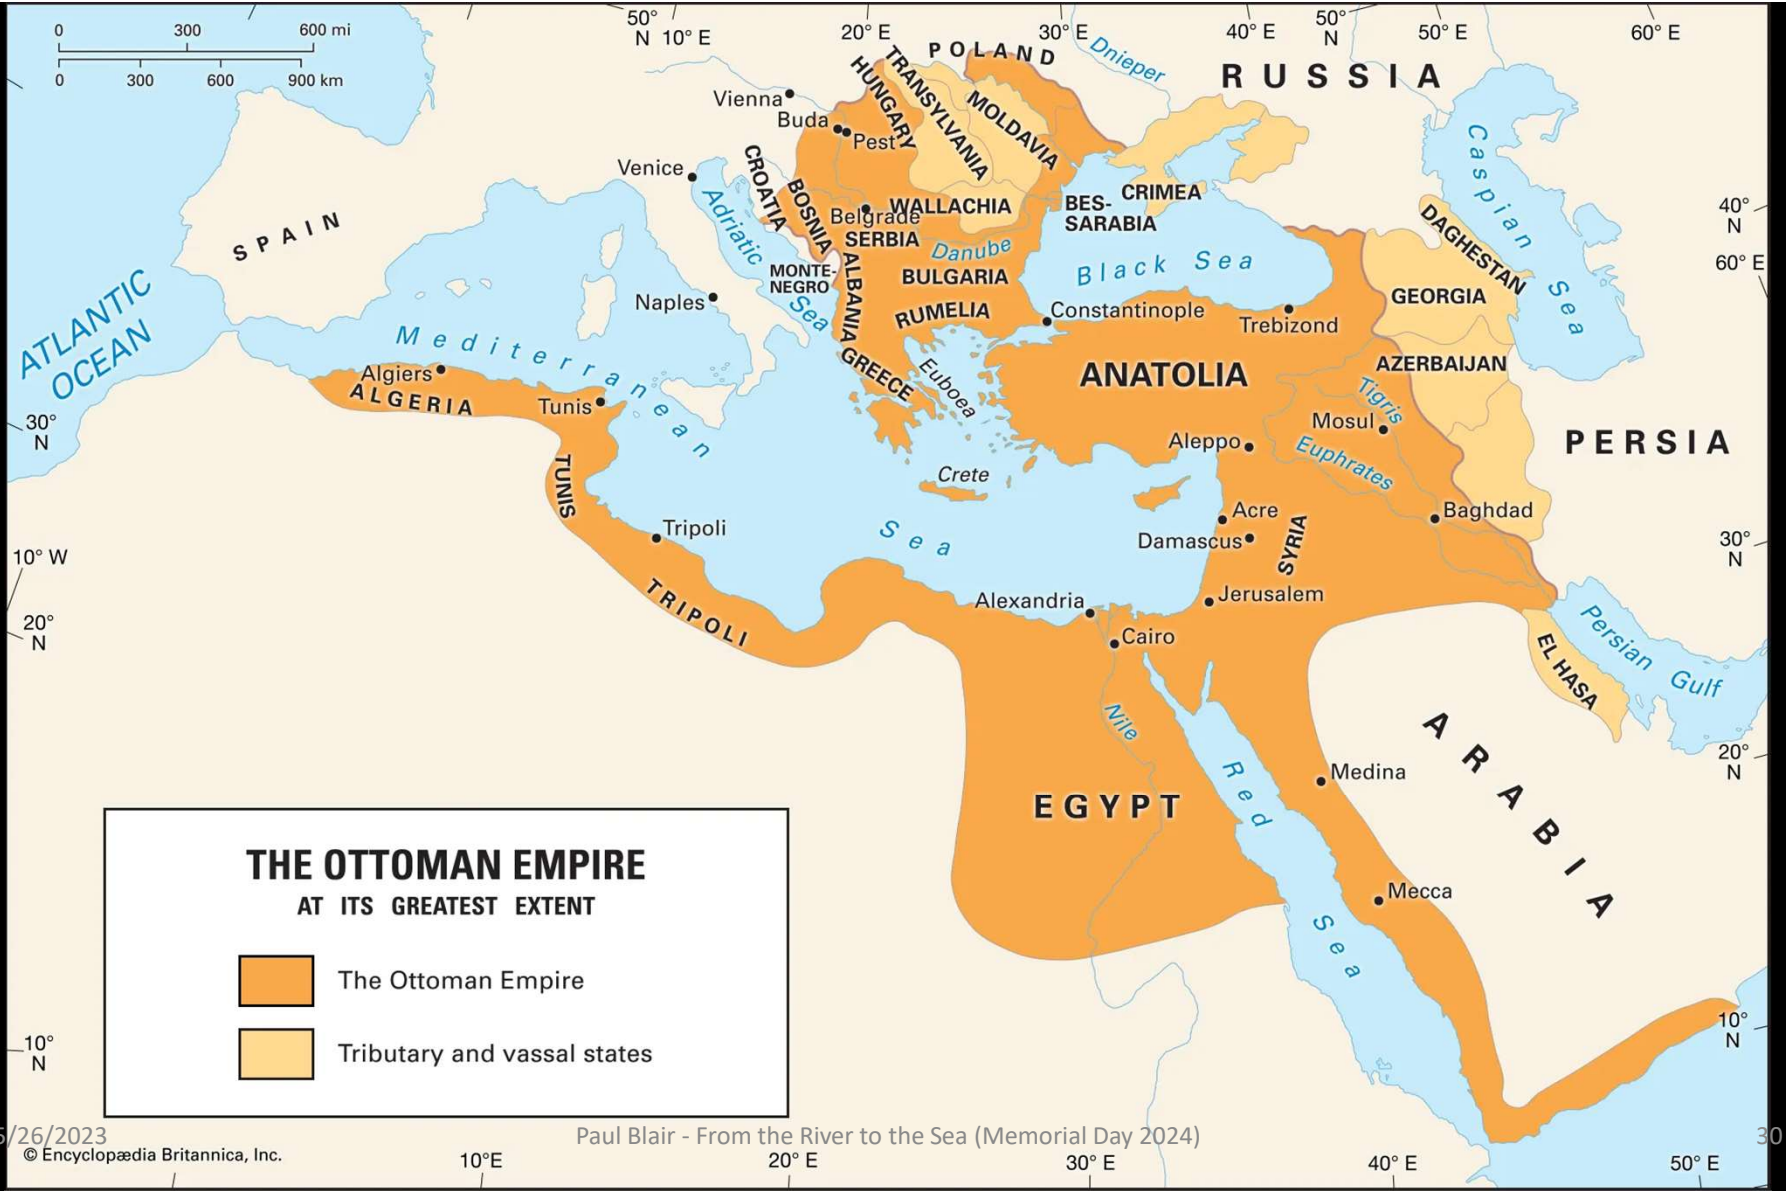 0 300 600 mi
0 300 600 900 km
50°
N
10° E
20° E
30° E
40° E
50°
N
50° E
60° E
POLAND
Dnieper
RUSSIA
Vienna
Buda
Pest
HUNGARY
TRANSYLVANIA
MOLDAVIA
Venice
CROATIA
BOSNIA
Adriatic
Sea
Belgrade
WALLACHIA
SERBIA
Danube
BES-
SARABIA
CRIMEA
Caspian
Sea
40°
N
60° E
DAGHESTAN
SPAIN
MONTE-
NEGRO
ALBANIA
BULGARIA
RUMELIA
Black Sea
GEORGIA
ATLANTIC
OCEAN
Naples
Constantinople
Trebizond
Mediterranean
Sea
GREECE
Euboea
ANATOLIA
AZERBAIJAN
Algiers
ALGERIA
Tunis
TUNIS
Tigris
Mosul
Euphrates
Aleppo
PERSIA
30°
N
Crete
Acre
Damascus
SYRIA
Baghdad
Tripoli
TRIPOLI
30°
N
10° W
20°
N
Alexandria
Cairo
Jerusalem
Persian Gulf
EL HASA
Nile
Red
Sea
EGYPT
Medina
Mecca
ARABIA
20°
N
THE OTTOMAN EMPIRE
AT ITS GREATEST EXTENT
The Ottoman Empire
Tributary and vassal states
10°
N
10°
N
/26/2023
Paul Blair - From the River to the Sea (Memorial Day 2024)
30
© Encyclopædia Britannica, Inc.
10°E
20° E
30° E
40° E
50° E